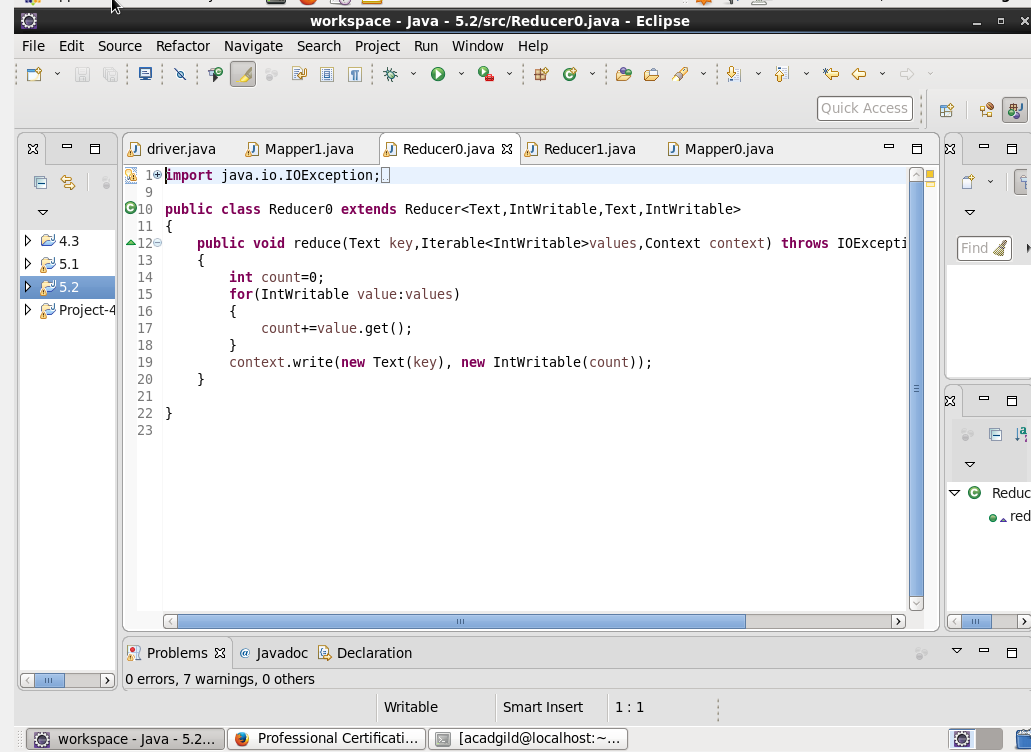 workspace - Java - 5.2/src/Reducer0.java - Eclipse
File Edit Source Refactor Navigate Search Project Run Window Help
Quick Access
driver.java Mapper1.java Reducer0.java Reducer1.java Mapper0.java
4.3
5.1
5.2
Project-4
1 import java.io.IOException;
9
10 public class Reducer0 extends Reducer<Text,IntWritable,Text,IntWritable>
11 {
12 public void reduce(Text key,Iterable<IntWritable>values,Context context) throws IOExcepti
13 {
14 int count=0;
15 for(IntWritable value:values)
16 {
17 count+=value.get();
18 }
19 context.write(new Text(key), new IntWritable(count));
20 }
21
22 }
23
Find
Reduc
red
Problems @ Javadoc Declaration
0 errors, 7 warnings, 0 others
Writable Smart Insert 1 : 1
workspace - Java - 5.2... Professional Certificati... [acadgild@localhost:~...